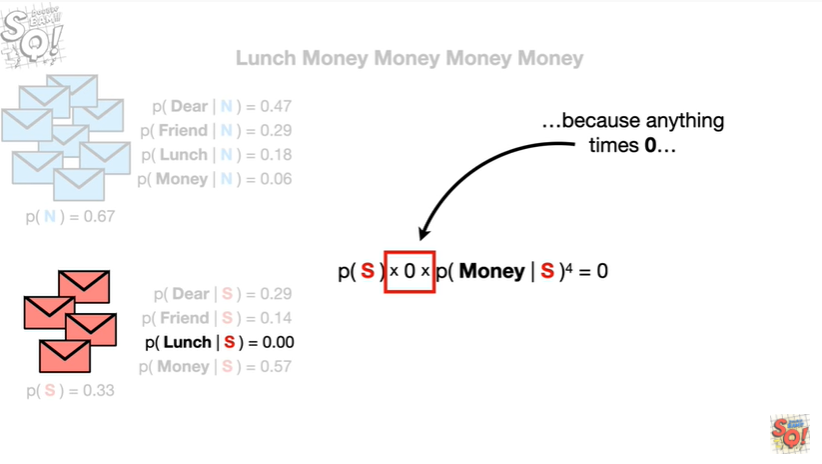 SQ!
Lunch Money Money Money Money
p( Dear | N ) = 0.47
p( Friend | N ) = 0.29
p( Lunch | N ) = 0.18
p( Money | N ) = 0.06
p( N ) = 0.67
…because anything
times 0…
p( S ) × 0 × p( Money | S )⁴ = 0
p( Dear | S ) = 0.29
p( Friend | S ) = 0.14
p( Lunch | S ) = 0.00
p( Money | S ) = 0.57
p( S ) = 0.33
SQ!